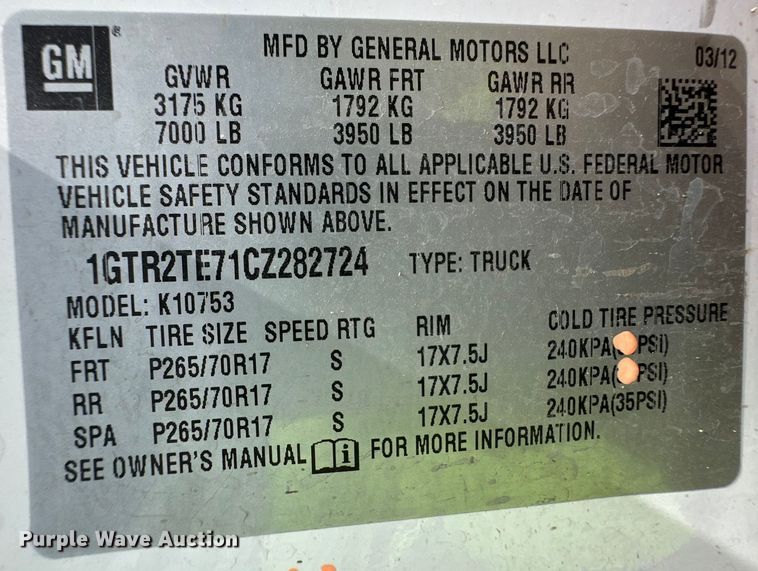 GM
MFD BY GENERAL MOTORS LLC 03/12
GVWR GAWR FRT GAWR RR
3175 KG 1792 KG 1792 KG
7000 LB 3950 LB 3950 LB
THIS VEHICLE CONFORMS TO ALL APPLICABLE U.S. FEDERAL MOTOR
VEHICLE SAFETY STANDARDS IN EFFECT ON THE DATE OF
MANUFACTURE SHOWN ABOVE.
1GTR2TE71CZ282724 TYPE: TRUCK
MODEL: K10753
KFLN TIRE SIZE SPEED RTG RIM COLD TIRE PRESSURE
FRT P265/70R17 S 17X7.5J 240KPA( PSI)
RR P265/70R17 S 17X7.5J 240KPA( PSI)
SPA P265/70R17 S 17X7.5J 240KPA(35PSI)
SEE OWNER'S MANUAL i FOR MORE INFORMATION.
Purple Wave Auction